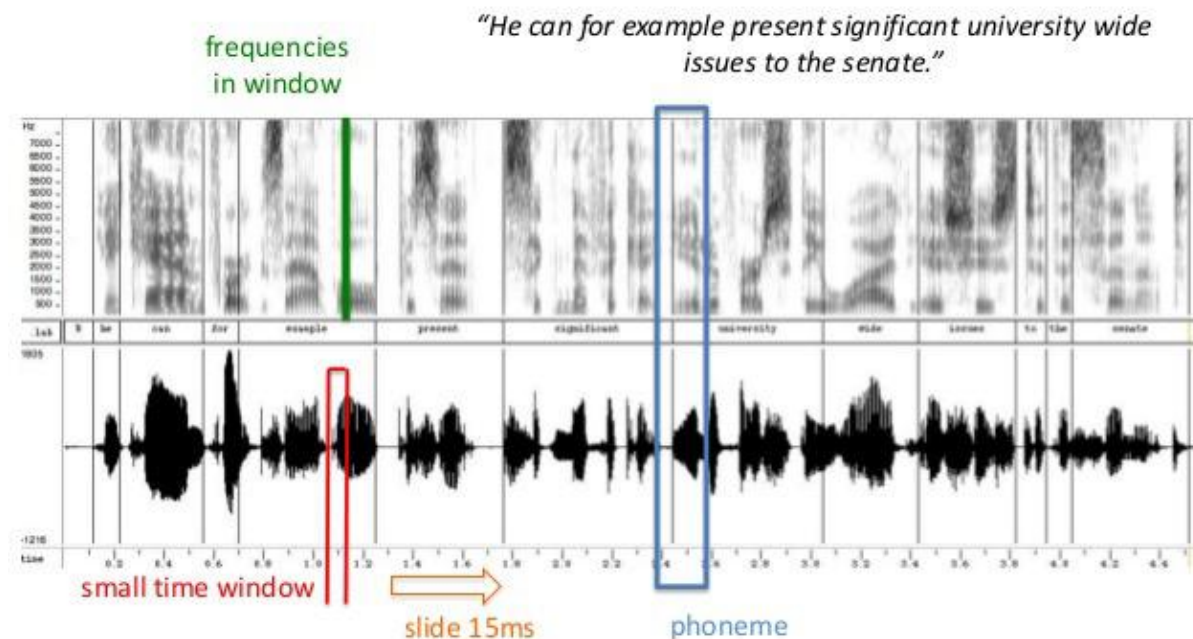 “He can for example present significant university wide
issues to the senate.”
frequencies
in window
Hz
7000
6500
6000
5500
5000
4500
4000
3500
3000
2500
2000
1500
1000
500
.lab he can for example present significant university wide issues to the senate
1805
-1216
time 0.2 0.4 0.6 0.8 1.0 1.2 1.4 1.6 1.8 2.0 2.2 2.4 2.6 2.8 3.0 3.2 3.4 3.6 3.8 4.0 4.2 4.4
small time window
slide 15ms
phoneme